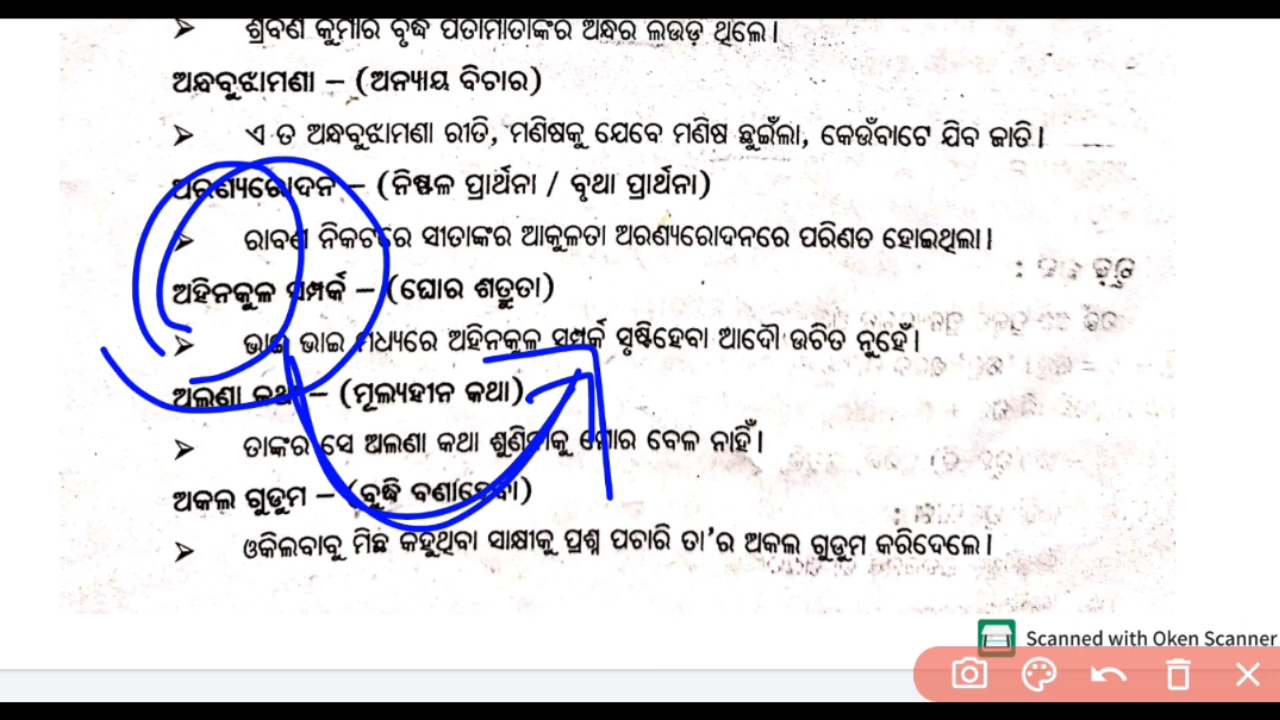 ➤ ଶ୍ରବଣ କୁମାର ବୃଦ୍ଧ ପିତାମାତାଙ୍କର ଅନ୍ଧର ଲଉଡ଼ି ଥିଲେ।
ଅନ୍ଧବୁଝାମଣା – (ଅନ୍ୟାୟ ବିଚାର)
➤ ଏ ତ ଅନ୍ଧବୁଝାମଣା ରୀତି, ମଣିଷକୁ ଯେବେ ମଣିଷ ଛୁଇଁଲା, କେଉଁବାଟେ ଯିବ ଜାତି।
ଅରଣ୍ୟରୋଦନ – (ନିଷ୍ଫଳ ପ୍ରାର୍ଥନା / ବୃଥା ପ୍ରାର୍ଥନା)
➤ ରାବଣ ନିକଟରେ ସୀତାଙ୍କର ଆକୁଳତା ଅରଣ୍ୟରୋଦନରେ ପରିଣତ ହୋଇଥିଲା।
ଅହିନକୁଳ ସମ୍ପର୍କ – (ଘୋର ଶତ୍ରୁତା)
➤ ଭାଇ ଭାଇ ମଧ୍ୟରେ ଅହିନକୁଳ ସମ୍ପର୍କ ସୃଷ୍ଟିହେବା ଆଦୌ ଉଚିତ ନୁହେଁ।
ଅଲଣା କଥା – (ମୂଲ୍ୟହୀନ କଥା)
➤ ତାଙ୍କର ସେ ଅଲଣା କଥା ଶୁଣିବାକୁ ମୋର ବେଳ ନାହିଁ।
ଅକଲ ଗୁଡୁମ – (ବୁଦ୍ଧି ବଣାହେବା)
➤ ଓକିଲବାବୁ ମିଛ କହୁଥିବା ସାକ୍ଷୀକୁ ପ୍ରଶ୍ନ ପଚାରି ତା'ର ଅକଲ ଗୁଡୁମ କରିଦେଲେ।
Scanned with Oken Scanner